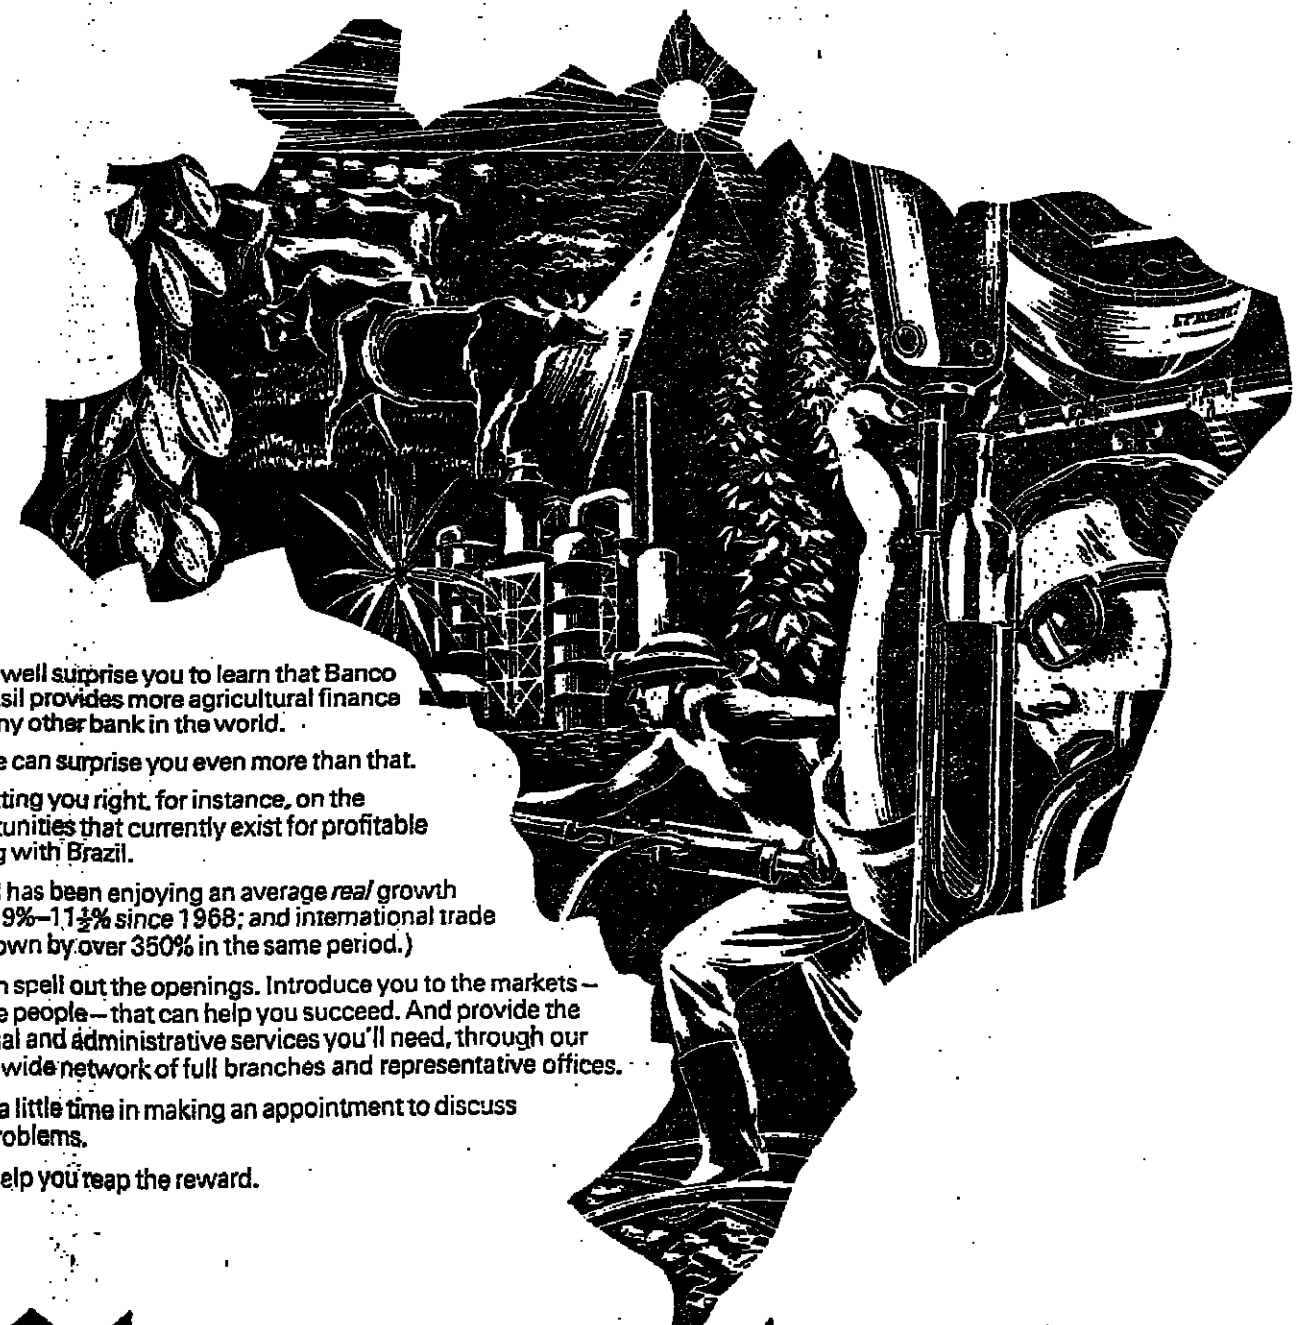 well surprise you to learn that Banco
sil provides more agricultural finance
ny other bank in the world.
e can surprise you even more than that.
ting you right, for instance, on the
tunities that currently exist for profitable
g with Brazil.
has been enjoying an average real growth
9%–11½% since 1968; and international trade
own by over 350% in the same period.)
n spell out the openings. Introduce you to the markets–
e people–that can help you succeed. And provide the
al and administrative services you'll need, through our
wide network of full branches and representative offices.
a little time in making an appointment to discuss
roblems.
elp you reap the reward.